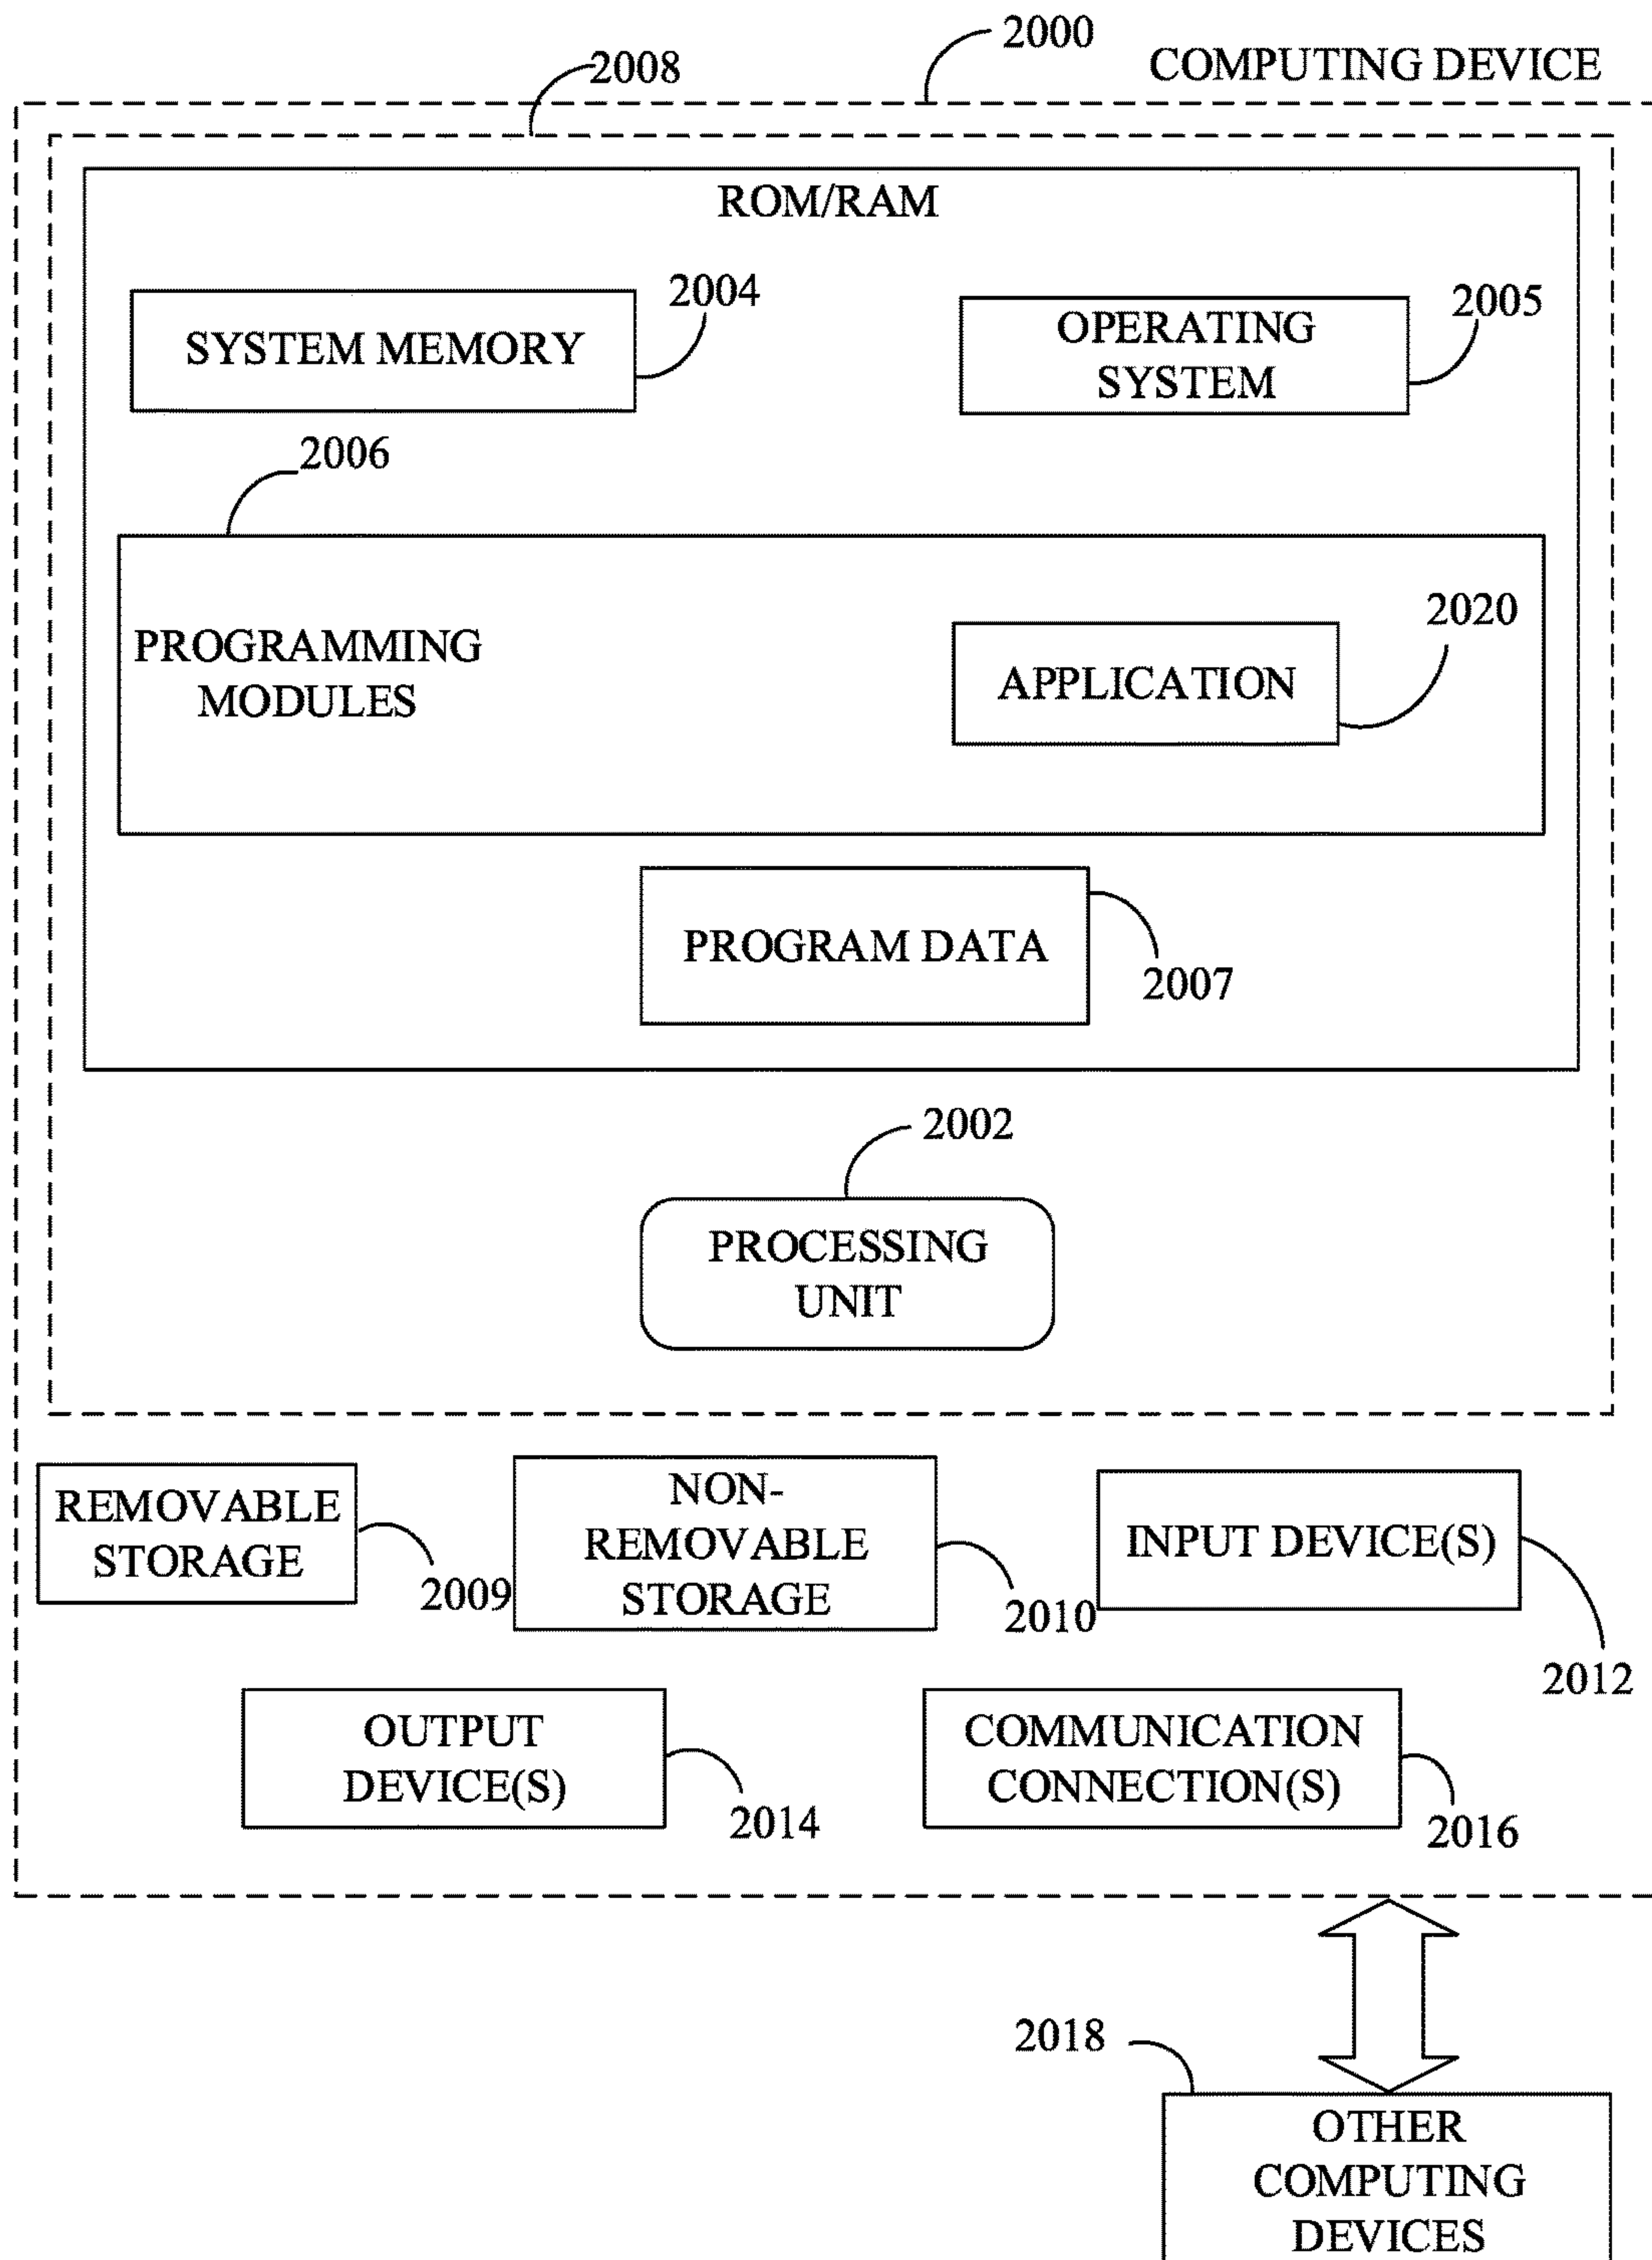 2000
COMPUTING DEVICE
2008
ROM/RAM
2004
SYSTEM MEMORY
2005
OPERATING
SYSTEM
2006
PROGRAMMING
MODULES
2020
APPLICATION
PROGRAM DATA
2007
2002
PROCESSING
UNIT
REMOVABLE
STORAGE
2009
NON-
REMOVABLE
STORAGE
2010
INPUT DEVICE(S)
2012
OUTPUT
DEVICE(S)
2014
COMMUNICATION
CONNECTION(S)
2016
2018
OTHER
COMPUTING
DEVICES